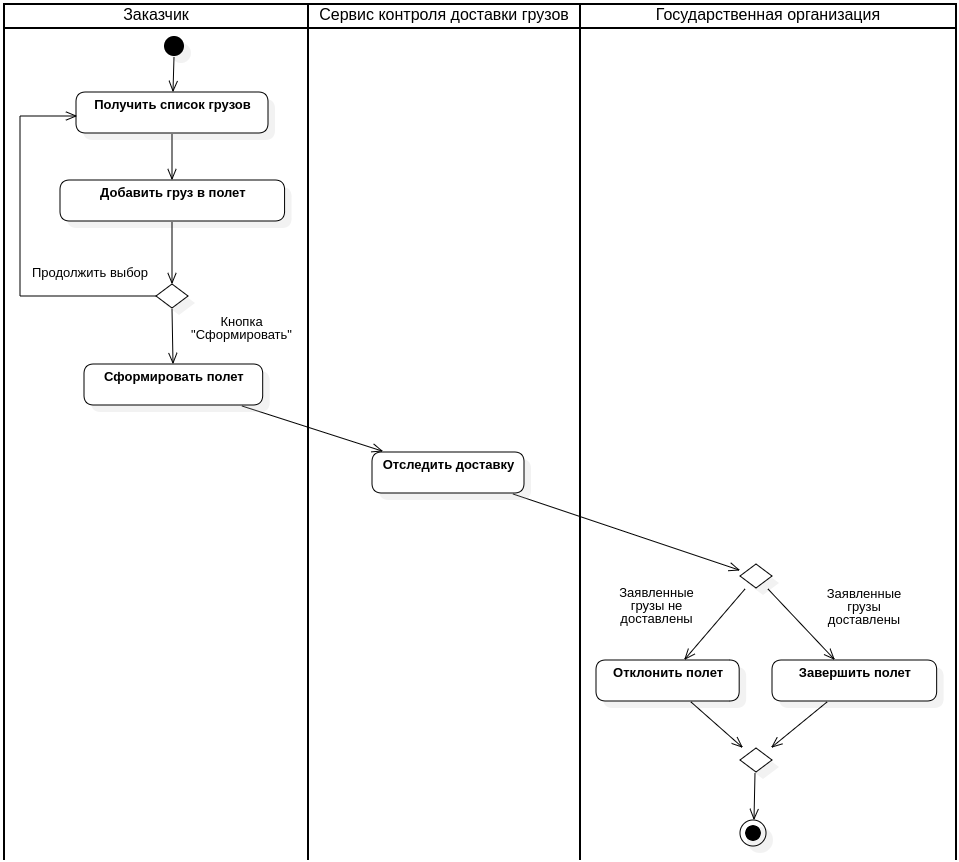 Заказчик
Сервис контроля доставки грузов
Государственная организация
Получить список грузов
Добавить груз в полет
Продолжить выбор
Кнопка
"Сформировать"
Сформировать полет
Отследить доставку
Заявленные
грузы не
доставлены
Заявленные
грузы
доставлены
Отклонить полет
Завершить полет